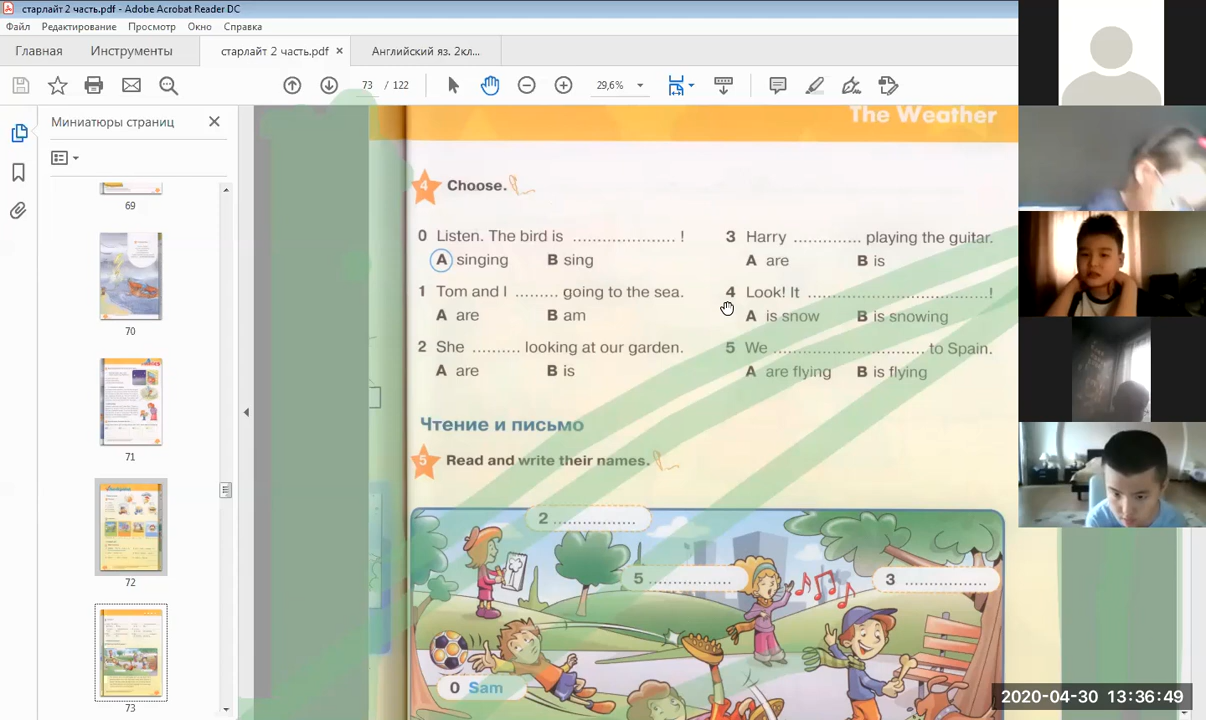 старлайт 2 часть.pdf - Adobe Acrobat Reader DC
Файл Редактирование Просмотр Окно Справка
Главная Инструменты старлайт 2 часть.pdf Английский яз. 2кл...
73 / 122 29,6%
Миниатюры страниц
69
70
71
72
73
The Weather
4 Choose.
0 Listen. The bird is ..................... !
A singing B sing
1 Tom and I ......... going to the sea.
A are B am
2 She .......... looking at our garden.
A are B is
3 Harry .............. playing the guitar.
A are B is
4 Look! It .....................................!
A is snow B is snowing
5 We ............................... to Spain.
A are flying B is flying
Чтение и письмо
5 Read and write their names.
2 .................
5 .................
3 .................
0 Sam
2020-04-30 13:36:49